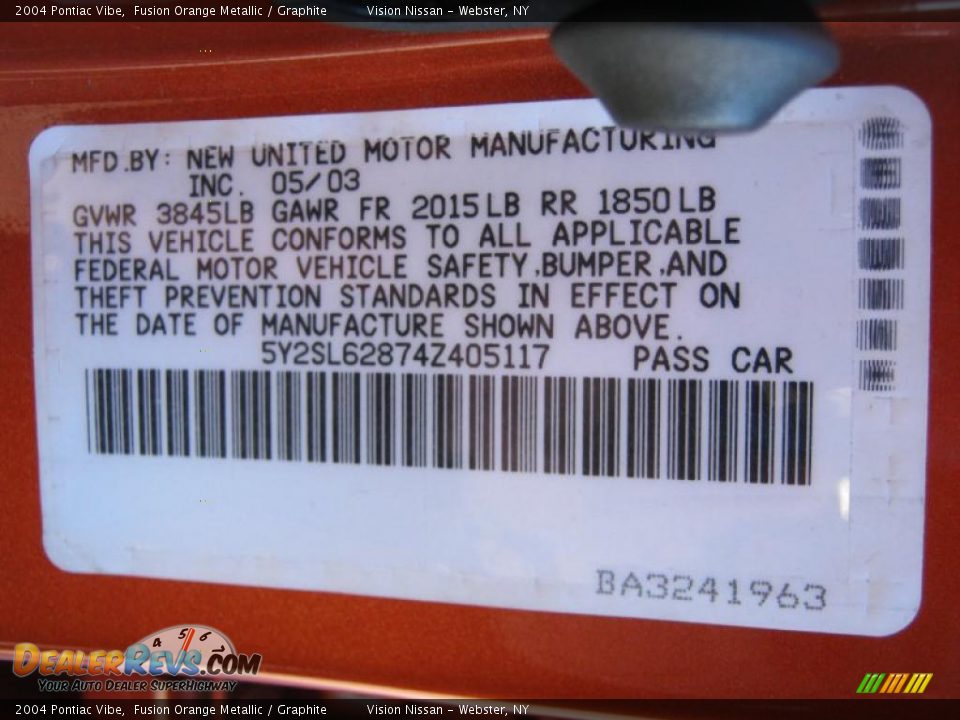 2004 Pontiac Vibe, Fusion Orange Metallic / Graphite Vision Nissan - Webster, NY
MFD.BY: NEW UNITED MOTOR MANUFACTURING
INC. 05/03
GVWR 3845LB GAWR FR 2015LB RR 1850LB
THIS VEHICLE CONFORMS TO ALL APPLICABLE
FEDERAL MOTOR VEHICLE SAFETY,BUMPER,AND
THEFT PREVENTION STANDARDS IN EFFECT ON
THE DATE OF MANUFACTURE SHOWN ABOVE.
5Y2SL62874Z405117 PASS CAR
BA3241963
4 5 6
DEALERREVS.COM
YOUR AUTO DEALER SUPERHIGHWAY
2004 Pontiac Vibe, Fusion Orange Metallic / Graphite Vision Nissan - Webster, NY